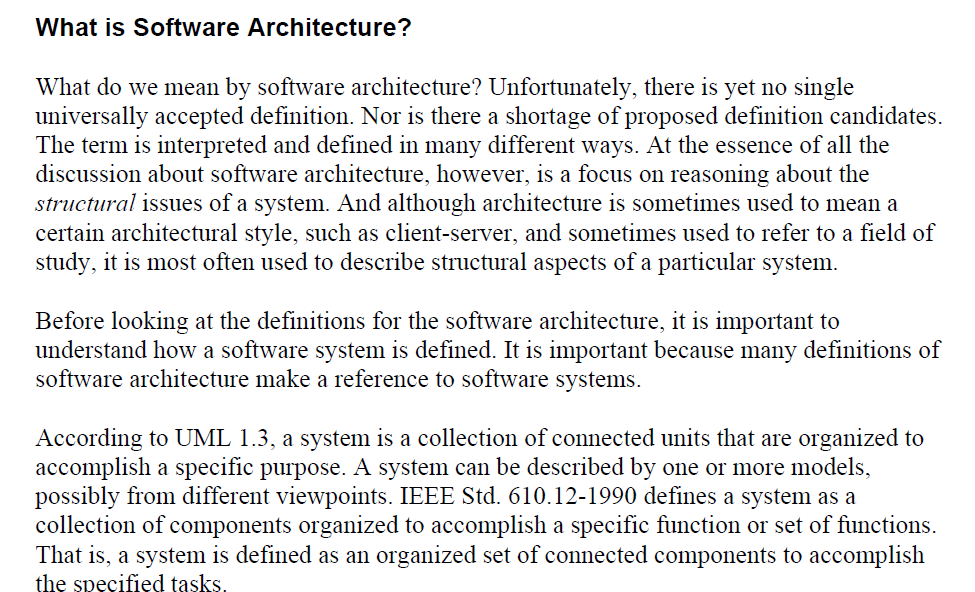 What is Software Architecture?
What do we mean by software architecture? Unfortunately, there is yet no single
universally accepted definition. Nor is there a shortage of proposed definition candidates.
The term is interpreted and defined in many different ways. At the essence of all the
discussion about software architecture, however, is a focus on reasoning about the
structural issues of a system. And although architecture is sometimes used to mean a
certain architectural style, such as client-server, and sometimes used to refer to a field of
study, it is most often used to describe structural aspects of a particular system.
Before looking at the definitions for the software architecture, it is important to
understand how a software system is defined. It is important because many definitions of
software architecture make a reference to software systems.
According to UML 1.3, a system is a collection of connected units that are organized to
accomplish a specific purpose. A system can be described by one or more models,
possibly from different viewpoints. IEEE Std. 610.12-1990 defines a system as a
collection of components organized to accomplish a specific function or set of functions.
That is, a system is defined as an organized set of connected components to accomplish
the specified tasks.